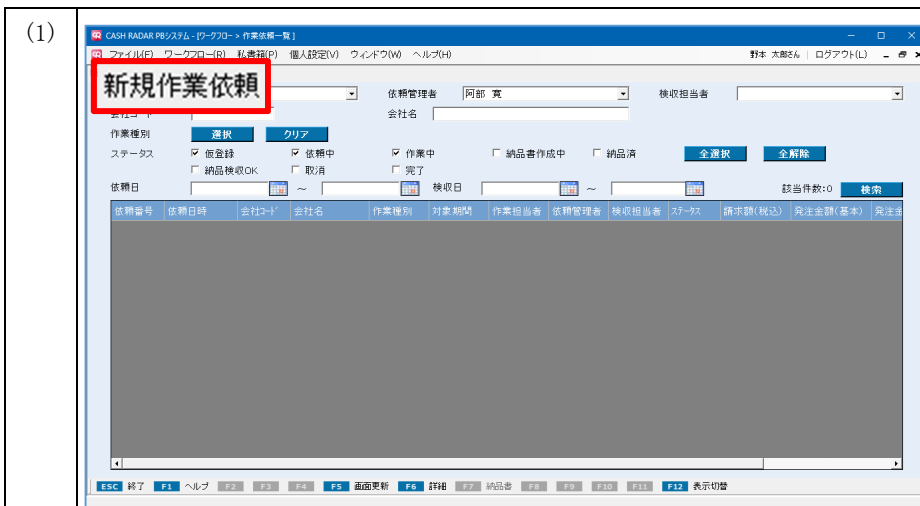 (1)
CASH RADAR PBシステム - [ワークフロー > 作業依頼一覧]
ファイル(F) ワークフロー(R) 私書箱(P) 個人設定(V) ウィンドウ(W) ヘルプ(H) 野本 太郎さん | ログアウト(L)
新規作業依頼
依頼管理者 阿部 寛 検収担当者
会社コード 会社名
作業種別 選択 クリア
ステータス 仮登録 依頼中 作業中 納品書作成中 納品済 全選択 全解除
納品検収OK 取消 完了
依頼日 ~ 検収日 ~ 該当件数:0 検索
依頼番号 依頼日時 会社コード 会社名 作業種別 対象期間 作業担当者 依頼管理者 検収担当者 ステータス 請求額(税込) 発注金額(基本) 発注金
ESC 終了 F1 ヘルプ F2 F3 F4 F5 画面更新 F6 詳細 F7 納品書 F8 F9 F10 F11 F12 表示切替